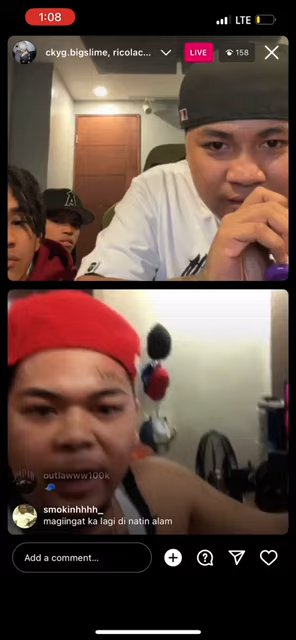 1:08
LTE
ckyg.bigslime, ricolac...
LIVE
158
A
outlawww100k
smokinhhhh_
magiingat ka lagi di natin alam
Add a comment...